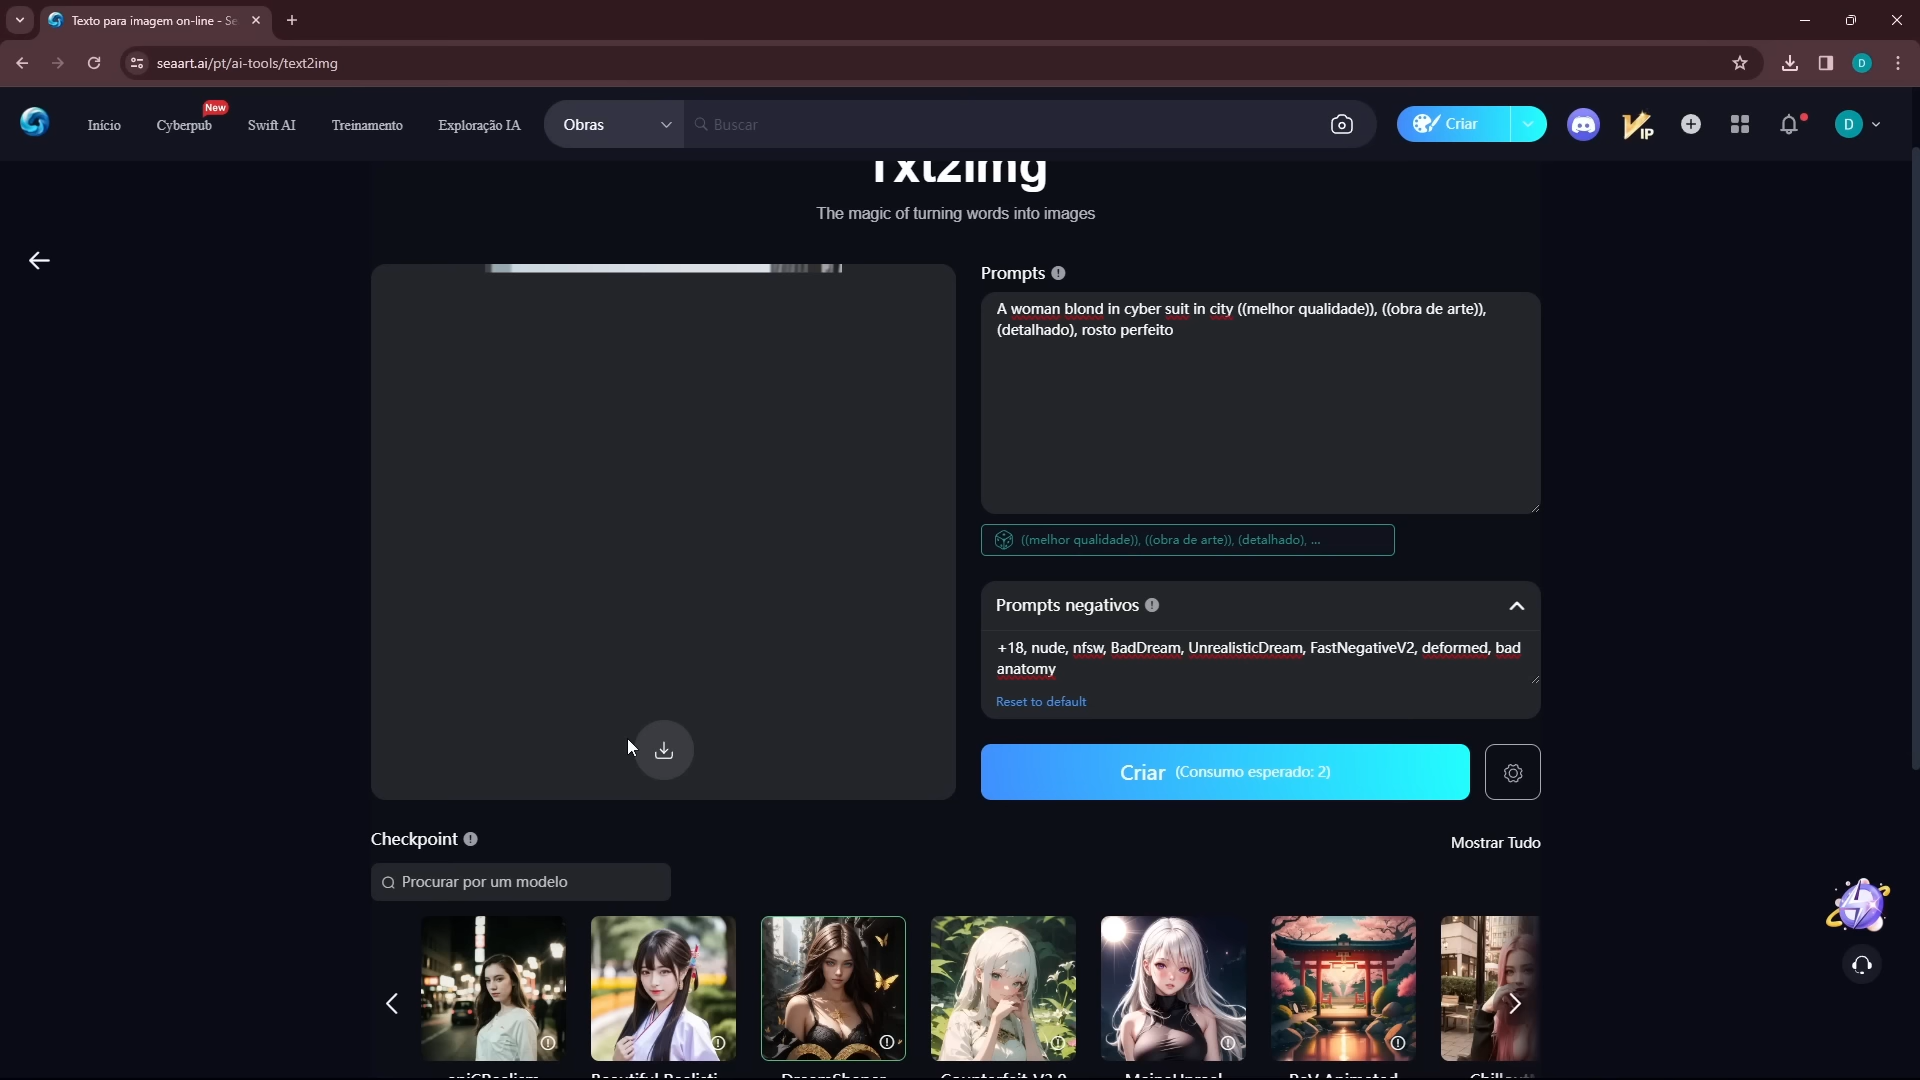 Texto para imagem on-line - Se
seaart.ai/pt/ai-tools/text2img
D
Início
Cyberpub
New
Swift AI
Treinamento
Exploração IA
Obras
Buscar
Criar
VIP
D
Txt2img
The magic of turning words into images
Prompts
A woman blond in cyber suit in city ((melhor qualidade)), ((obra de arte)),
(detalhado), rosto perfeito
((melhor qualidade)), ((obra de arte)), (detalhado), ...
Prompts negativos
+18, nude, nfsw, BadDream, UnrealisticDream, FastNegativeV2, deformed, bad
anatomy
Reset to default
Criar (Consumo esperado: 2)
Checkpoint
Mostrar Tudo
Procurar por um modelo